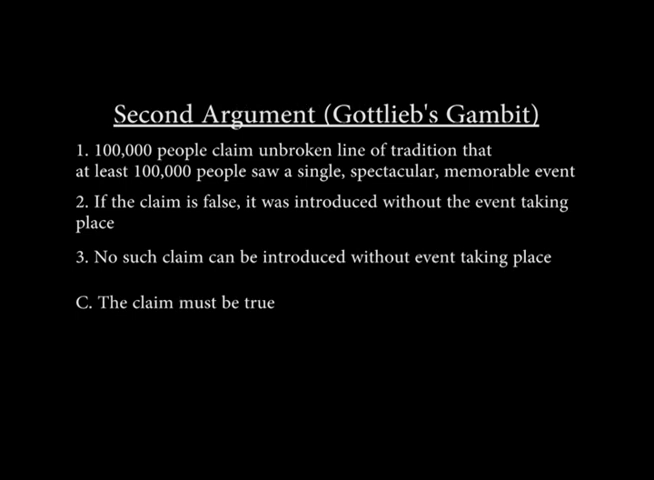 Second Argument (Gottlieb's Gambit)
1. 100,000 people claim unbroken line of tradition that
at least 100,000 people saw a single, spectacular, memorable event
2. If the claim is false, it was introduced without the event taking
place
3. No such claim can be introduced without event taking place
C. The claim must be true